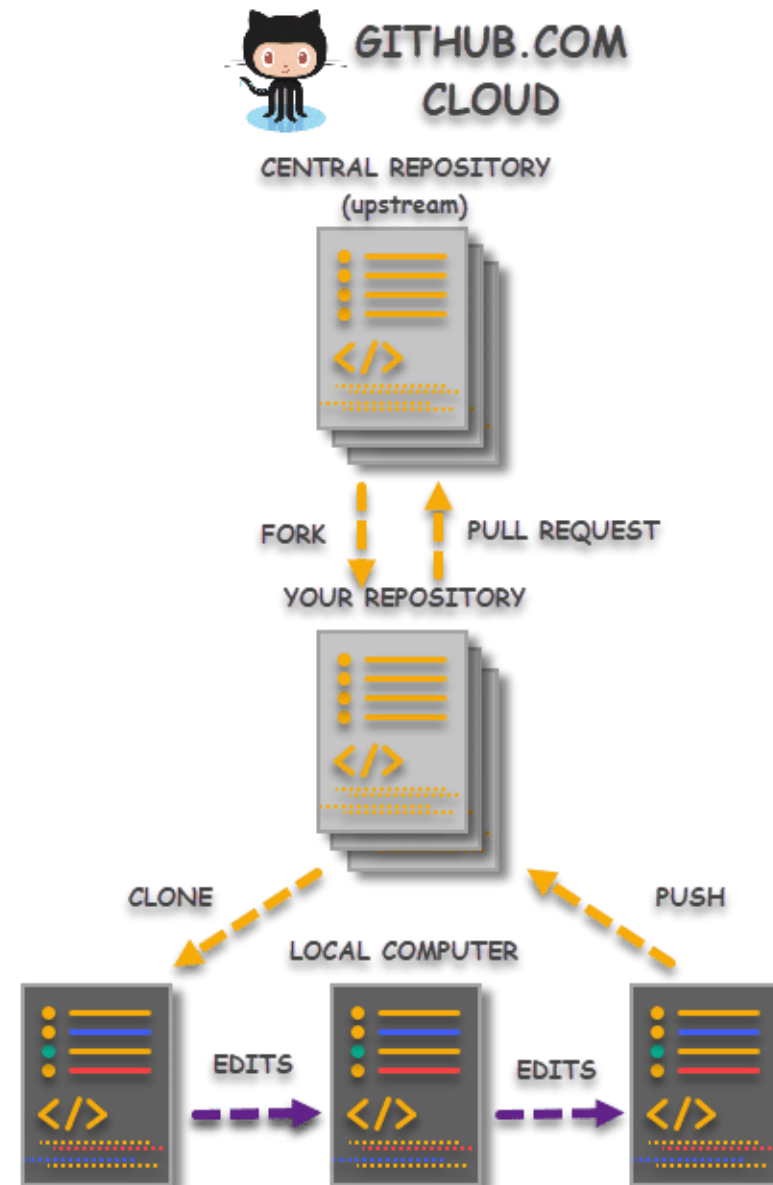 GITHUB.COM
CLOUD
CENTRAL REPOSITORY
(upstream)
</>
FORK
PULL REQUEST
YOUR REPOSITORY
</>
CLONE
PUSH
LOCAL COMPUTER
EDITS
EDITS
</>
</>
</>